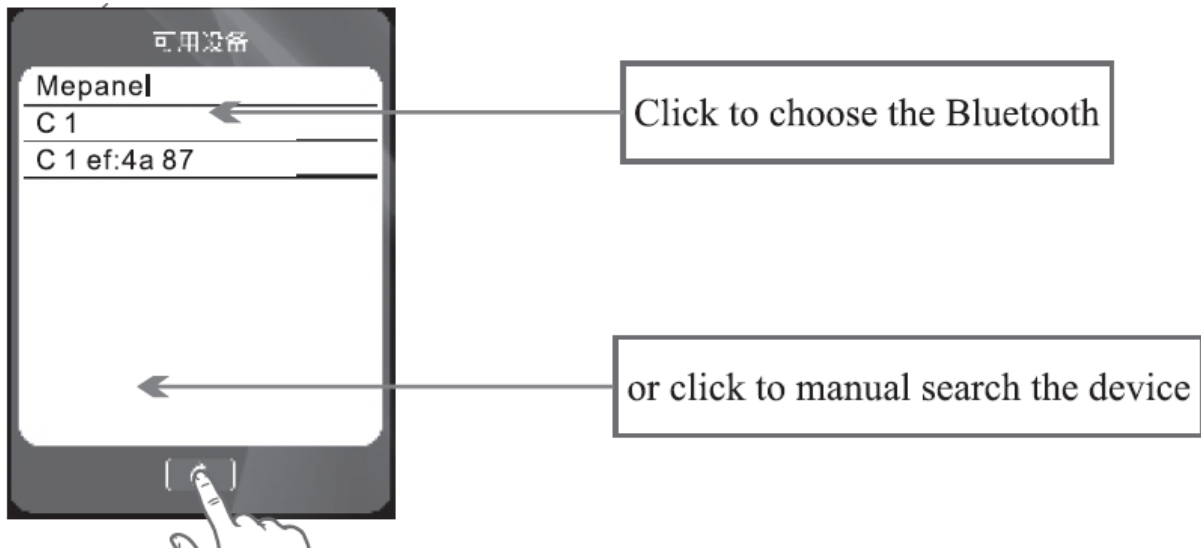 可用设备
Mepanel
Click to choose the Bluetooth
C 1
C 1 ef:4a 87
or click to manual search the device